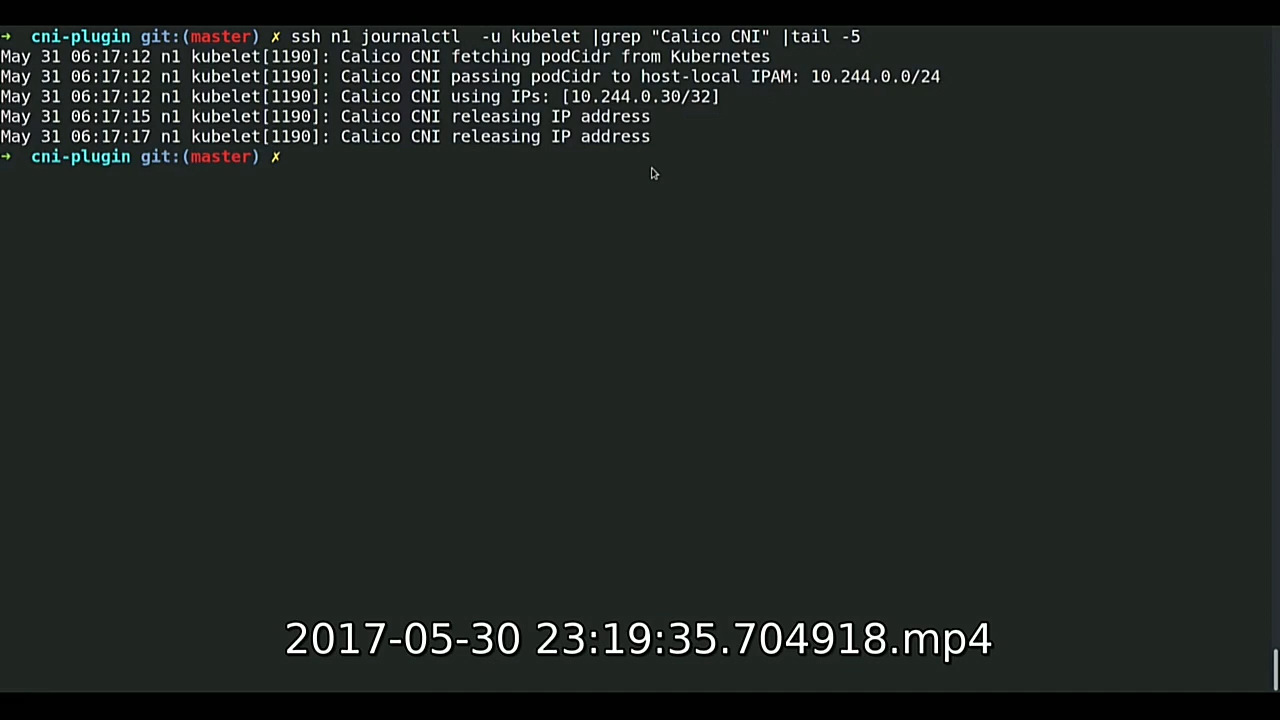 ➜  cni-plugin git:(master) ✗ ssh n1 journalctl  -u kubelet |grep "Calico CNI" |tail -5
May 31 06:17:12 n1 kubelet[1190]: Calico CNI fetching podCidr from Kubernetes
May 31 06:17:12 n1 kubelet[1190]: Calico CNI passing podCidr to host-local IPAM: 10.244.0.0/24
May 31 06:17:12 n1 kubelet[1190]: Calico CNI using IPs: [10.244.0.30/32]
May 31 06:17:15 n1 kubelet[1190]: Calico CNI releasing IP address
May 31 06:17:17 n1 kubelet[1190]: Calico CNI releasing IP address
➜  cni-plugin git:(master) ✗
2017-05-30 23:19:35.704918.mp4